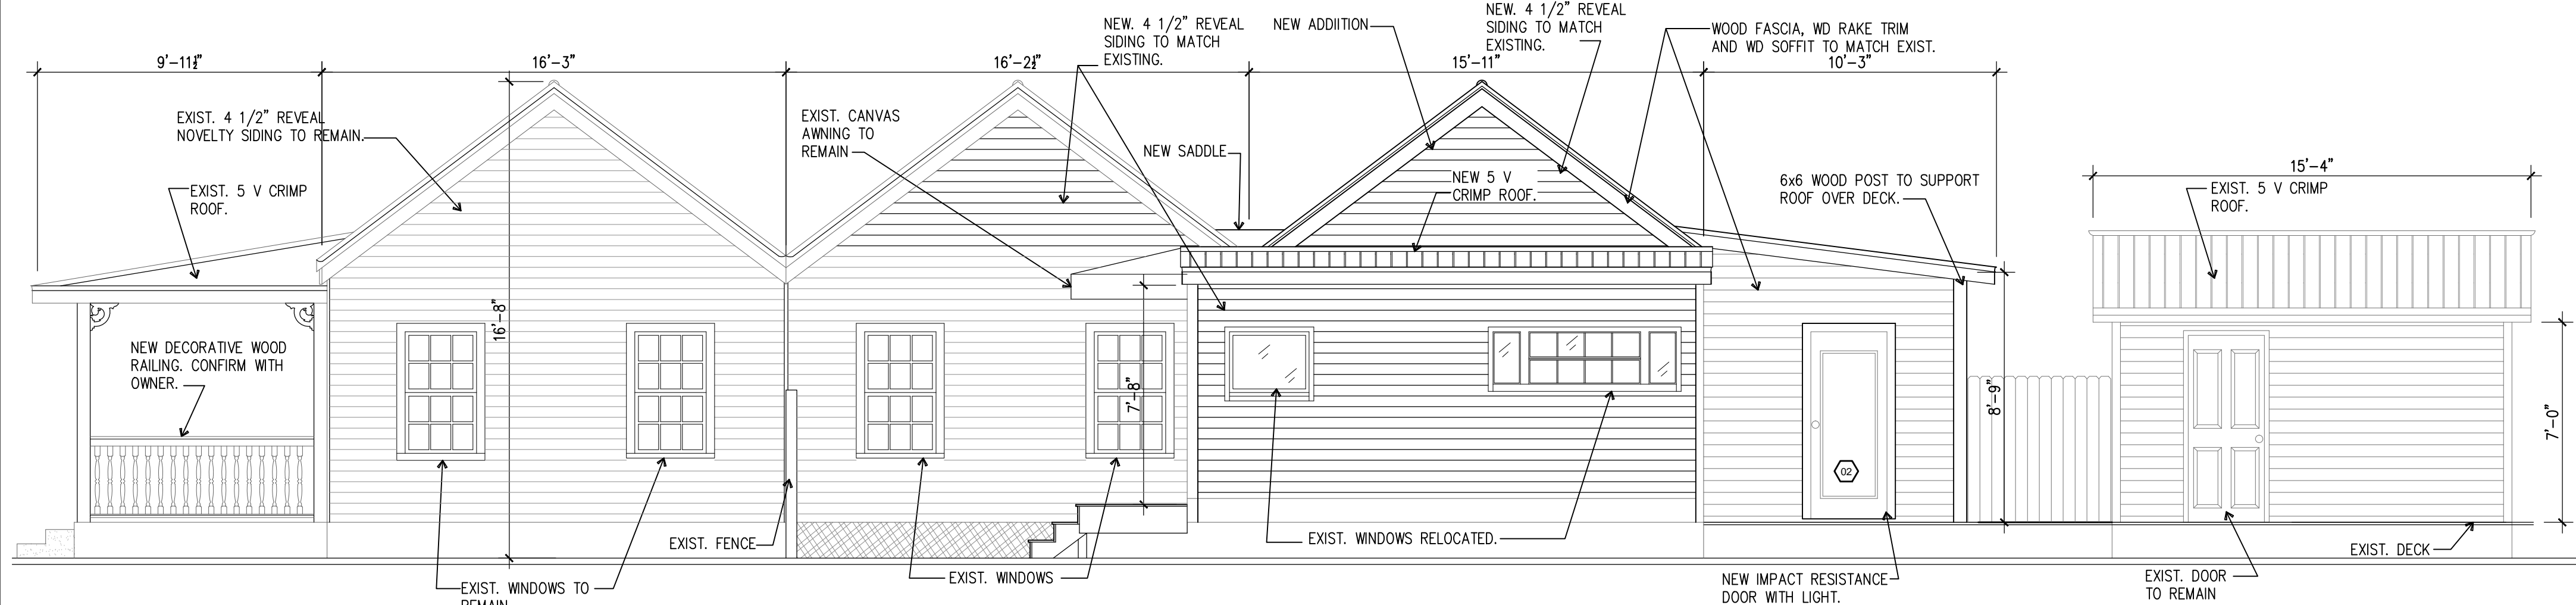 NEW. 4 1/2" REVEAL
SIDING TO MATCH
EXISTING.
NEW ADDIITION
NEW. 4 1/2" REVEAL
SIDING TO MATCH
EXISTING.
WOOD FASCIA, WD RAKE TRIM
AND WD SOFFIT TO MATCH EXIST.
9'-11½"
16'-3"
16'-2½"
15'-11"
10'-3"
EXIST. 4 1/2" REVEAL
NOVELTY SIDING TO REMAIN.
EXIST. CANVAS
AWNING TO
REMAIN
NEW SADDLE
NEW 5 V
CRIMP ROOF.
6x6 WOOD POST TO SUPPORT
ROOF OVER DECK.
15'-4"
EXIST. 5 V CRIMP
ROOF.
EXIST. 5 V CRIMP
ROOF.
16'-8"
NEW DECORATIVE WOOD
RAILING. CONFIRM WITH
OWNER.
7'-8"
8'-9"
7'-0"
02
EXIST. FENCE
EXIST. WINDOWS RELOCATED.
EXIST. DECK
EXIST. WINDOWS TO
REMAIN
EXIST. WINDOWS
NEW IMPACT RESISTANCE
DOOR WITH LIGHT.
EXIST. DOOR
TO REMAIN